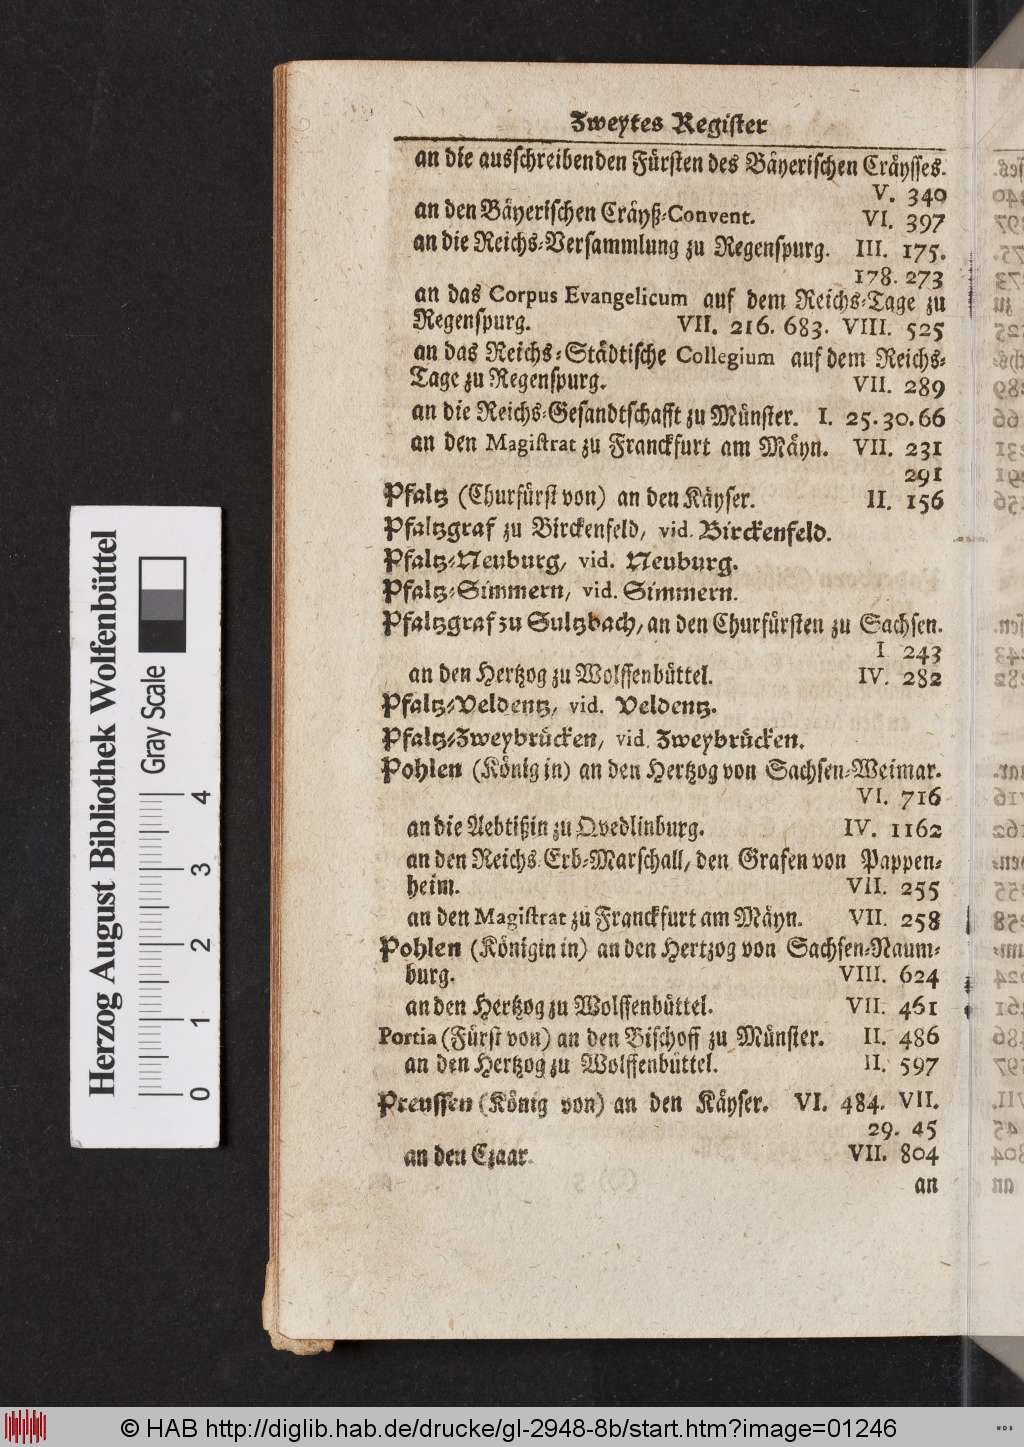 Zweytes Register
an die ausschreibenden Fürsten des Bäyerischen Cräysses.
V. 340
an den Bäyerischen Cräyß-Convent. VI. 397
an die Reichs-Versammlung zu Regenspurg. III. 175.
178. 273
an das Corpus Evangelicum auf dem Reichs-Tage zu
Regenspurg. VII. 216. 683. VIII. 525
an das Reichs-Städtische Collegium auf dem Reichs-
Tage zu Regenspurg. VII. 289
an die Reichs-Gesandtschafft zu Münster. I. 25. 30. 66
an den Magistrat zu Franckfurt am Mäyn. VII. 231
291
Pfaltz (Churfürst von) an den Käyser. II. 156
Pfaltzgraf zu Birckenfeld, vid. Birckenfeld.
Pfaltz-Neuburg, vid. Neuburg.
Pfaltz-Simmern, vid. Simmern.
Pfaltzgraf zu Sultzbach, an den Churfürsten zu Sachsen.
I 243
an den Hertzog zu Wolffenbüttel. IV. 282
Pfaltz-Veldentz, vid. Veldentz.
Pfaltz-Zweybrücken, vid. Zweybrücken.
Pohlen (König in) an den Hertzog von Sachsen-Weimar.
VI. 716
an die Aebtißin zu Qvedlinburg. IV. 1162
an den Reichs Erb-Marschall, den Grafen von Pappen-
heim. VII. 255
an den Magistrat zu Franckfurt am Mäyn. VII. 258
Pohlen (Königin in) an den Hertzog von Sachsen-Naum-
burg. VIII. 624
an den Hertzog zu Wolffenbüttel. VII. 461
Portia (Fürst von) an den Bischoff zu Münster. II. 486
an den Hertzog zu Wolffenbüttel. II. 597
Preussen (König von) an den Käyser. VI. 484. VII.
29. 45
an den Czaar. VII. 804
an
Herzog August Bibliothek Wolfenbüttel
Gray Scale
0 1 2 3 4
© HAB http://diglib.hab.de/drucke/gl-2948-8b/start.htm?image=01246